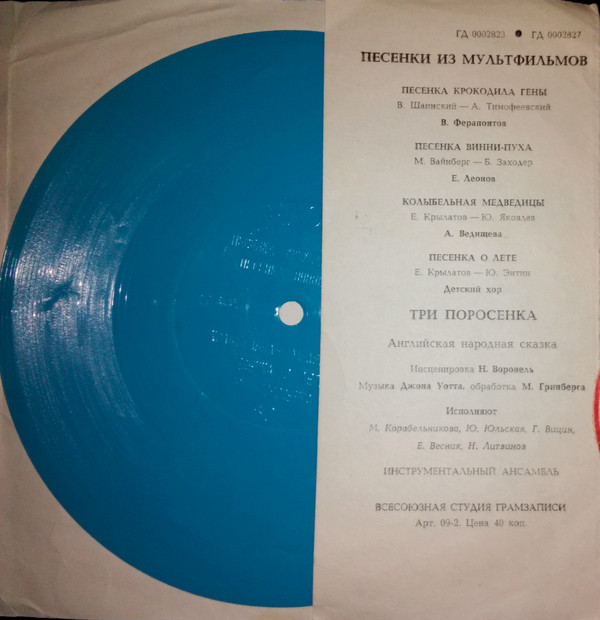 ГД 0002823 ● ГД 0002827
ПЕСЕНКИ ИЗ МУЛЬТФИЛЬМОВ
ПЕСЕНКА КРОКОДИЛА ГЕНЫ
В. Шаинский — А. Тимофеевский
В. Ферапонтов
ПЕСЕНКА ВИННИ-ПУХА
М. Вайнберг — Б. Заходер
Е. Леонов
КОЛЫБЕЛЬНАЯ МЕДВЕДИЦЫ
Е. Крылатов — Ю. Яковлев
А. Ведищева
ПЕСЕНКА О ЛЕТЕ
Е. Крылатов — Ю. Энтин
Детский хор
ТРИ ПОРОСЕНКА
Английская народная сказка
Инсценировка Н. Воронель
Музыка Джона Уотта, обработка М. Гринберга
Исполняют
М. Корабельникова, Ю. Юльская, Г. Вицин,
Е. Весник, Н. Литвинов
ИНСТРУМЕНТАЛЬНЫЙ АНСАМБЛЬ
ВСЕСОЮЗНАЯ СТУДИЯ ГРАМЗАПИСИ
Арт. 09-2. Цена 40 коп.